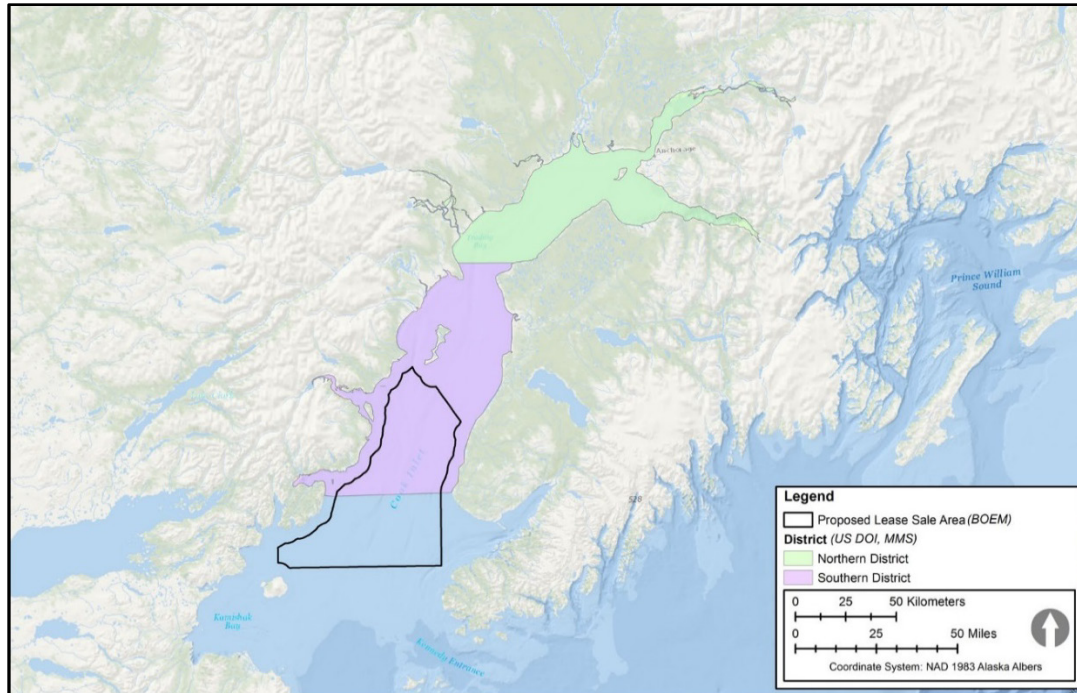 Anchorage
Prince William
Sound
Cook Inlet
Kamishak
Bay
Kennedy Entrance
Legend
Proposed Lease Sale Area (BOEM)
District (US DOI, MMS)
Northern District
Southern District
0 25 50 Kilometers
0 25 50 Miles
Coordinate System: NAD 1983 Alaska Albers